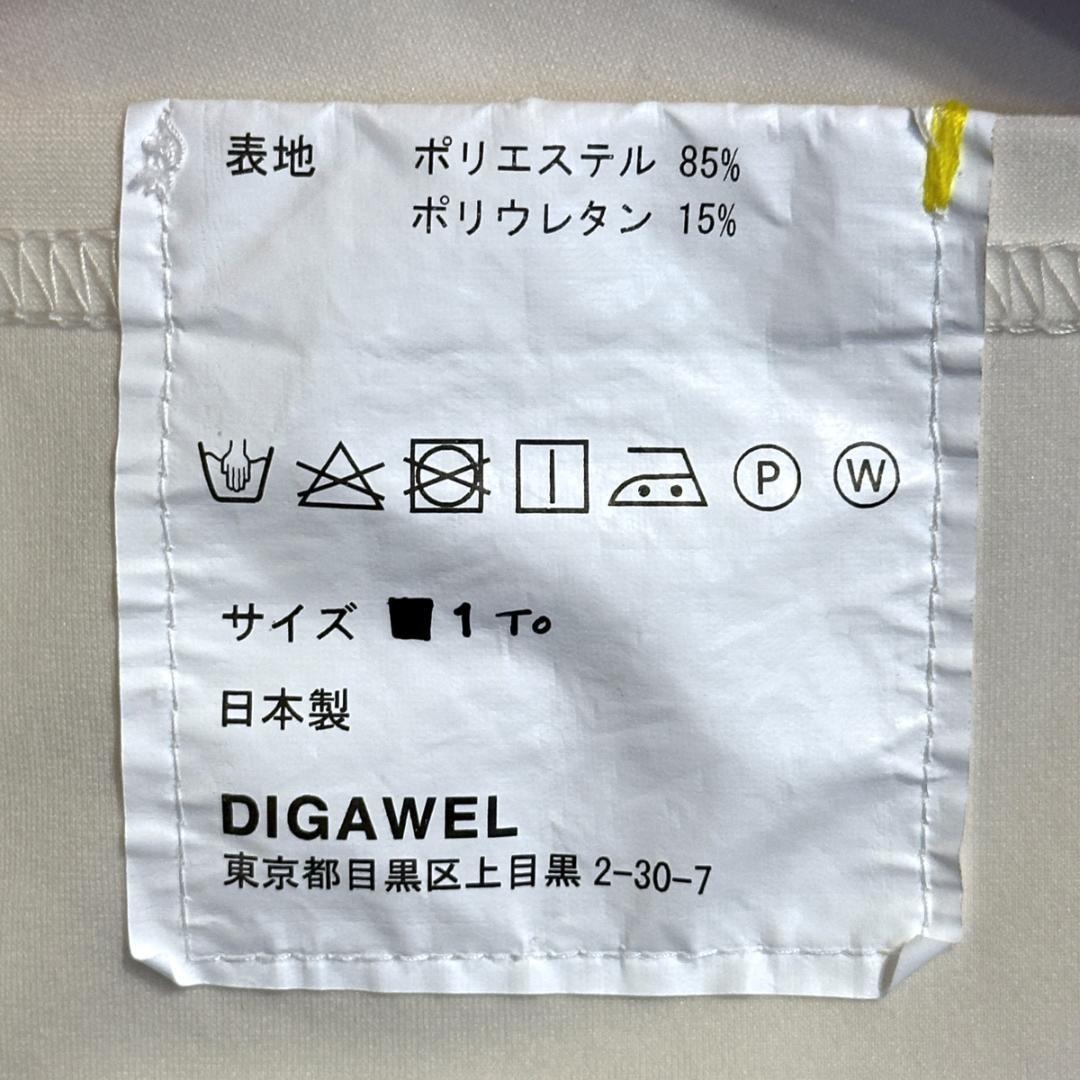 表地 ポリエステル 85%
ポリウレタン 15%
P W
サイズ 1 To
日本製
DIGAWEL
東京都目黒区上目黒 2-30-7